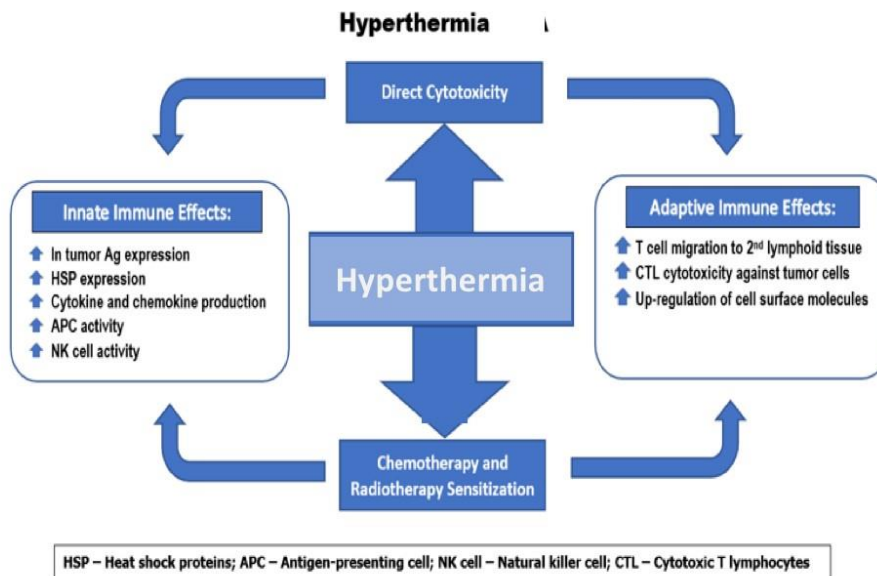 Hyperthermia
Direct Cytotoxicity
Innate Immune Effects:
In tumor Ag expression
HSP expression
Cytokine and chemokine production
APC activity
NK cell activity
Hyperthermia
Adaptive Immune Effects:
T cell migration to 2nd lymphoid tissue
CTL cytotoxicity against tumor cells
Up-regulation of cell surface molecules
Chemotherapy and
Radiotherapy Sensitization
HSP – Heat shock proteins; APC – Antigen-presenting cell; NK cell – Natural killer cell; CTL – Cytotoxic T lymphocytes